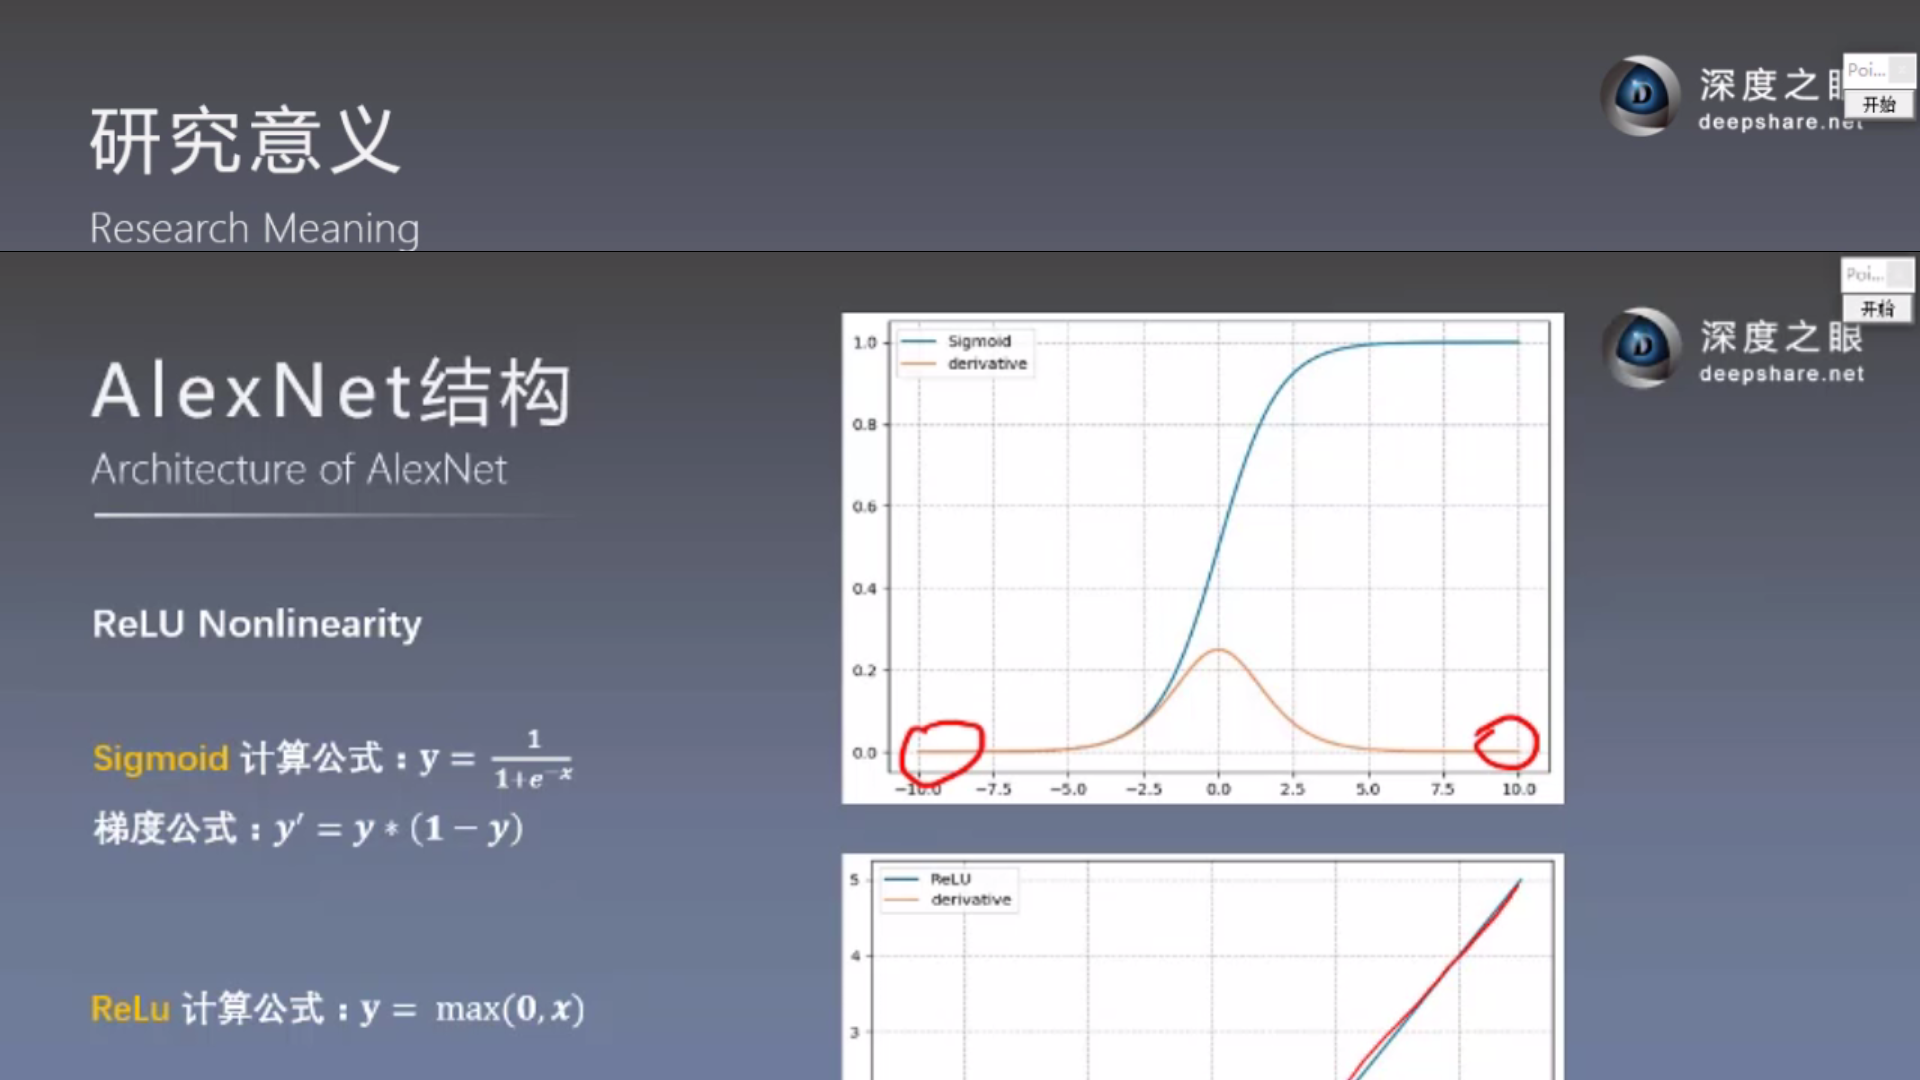 研究意义
Research Meaning
深度之
deepshare.net
Poi...
开始
AlexNet结构
Architecture of AlexNet
Poi...
开始
深度之眼
deepshare.net
ReLU Nonlinearity
Sigmoid 计算公式：y = 1/(1+e^-x)
梯度公式：y′ = y * (1 − y)
ReLu 计算公式：y = max(0, x)
Sigmoid
derivative
1.0
0.8
0.6
0.4
0.2
0.0
−10.0 −7.5 −5.0 −2.5 0.0 2.5 5.0 7.5 10.0
ReLU
derivative
5
4
3